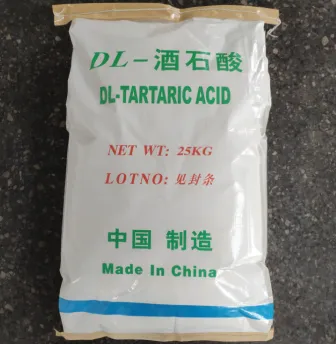 DL-酒石酸
DL-TARTARIC ACID
NET WT: 25KG
LOTNO: 见封条
中国 制造
Made In China